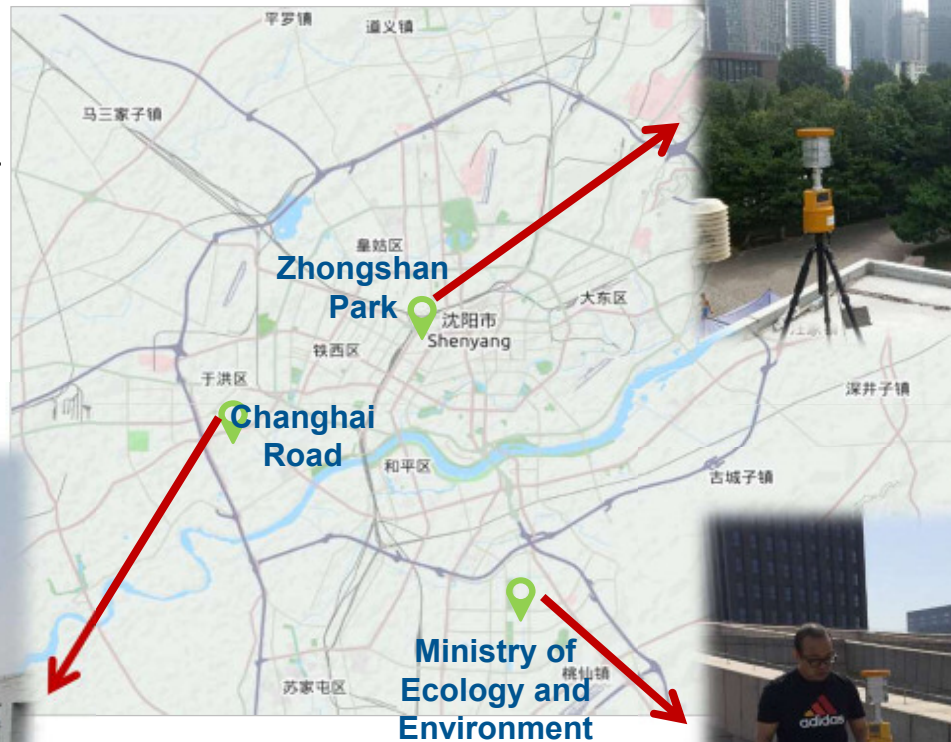 平罗镇
道义镇
马三家子镇
皇姑区
Zhongshan
Park
大东区
沈阳市
Shenyang
铁西区
于洪区
深井子镇
Changhai
Road
和平区
古城子镇
Ministry of
Ecology and
Environment
桃仙镇
苏家屯区
adidas